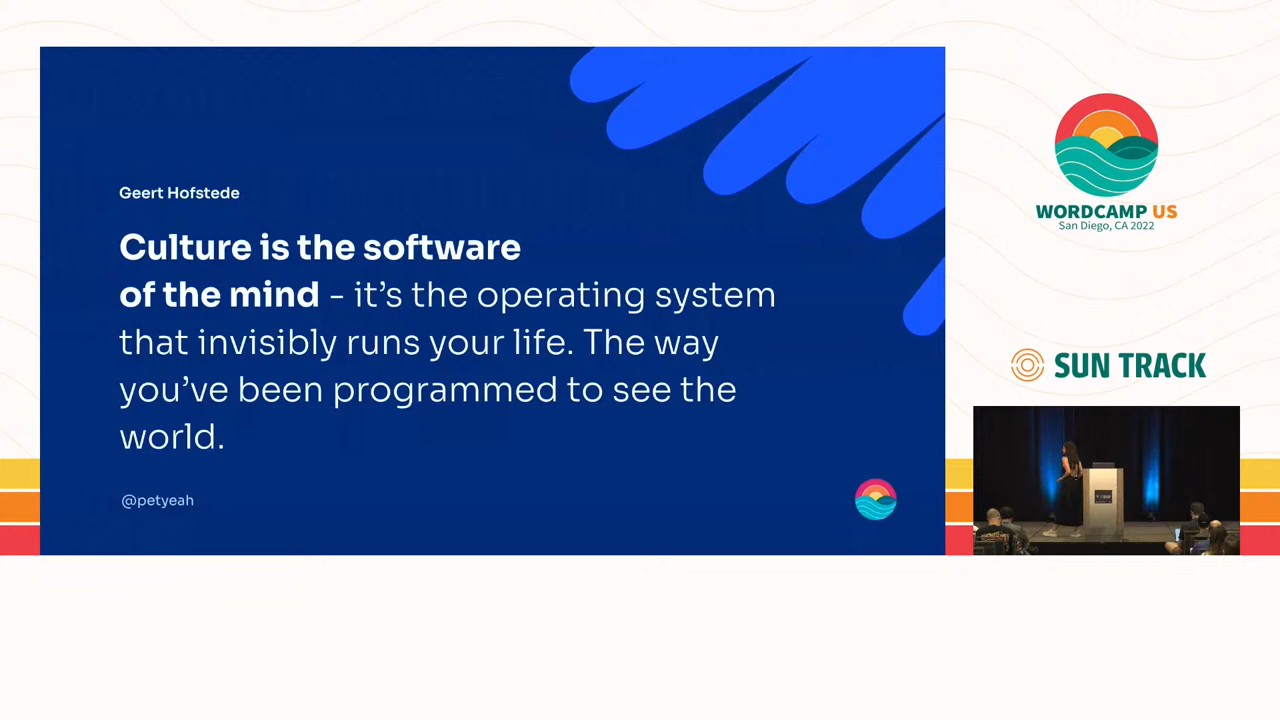 Geert Hofstede
Culture is the software
of the mind - it’s the operating system
that invisibly runs your life. The way
you’ve been programmed to see the
world.
@petyeah
WORDCAMP US
San Diego, CA 2022
SUN TRACK